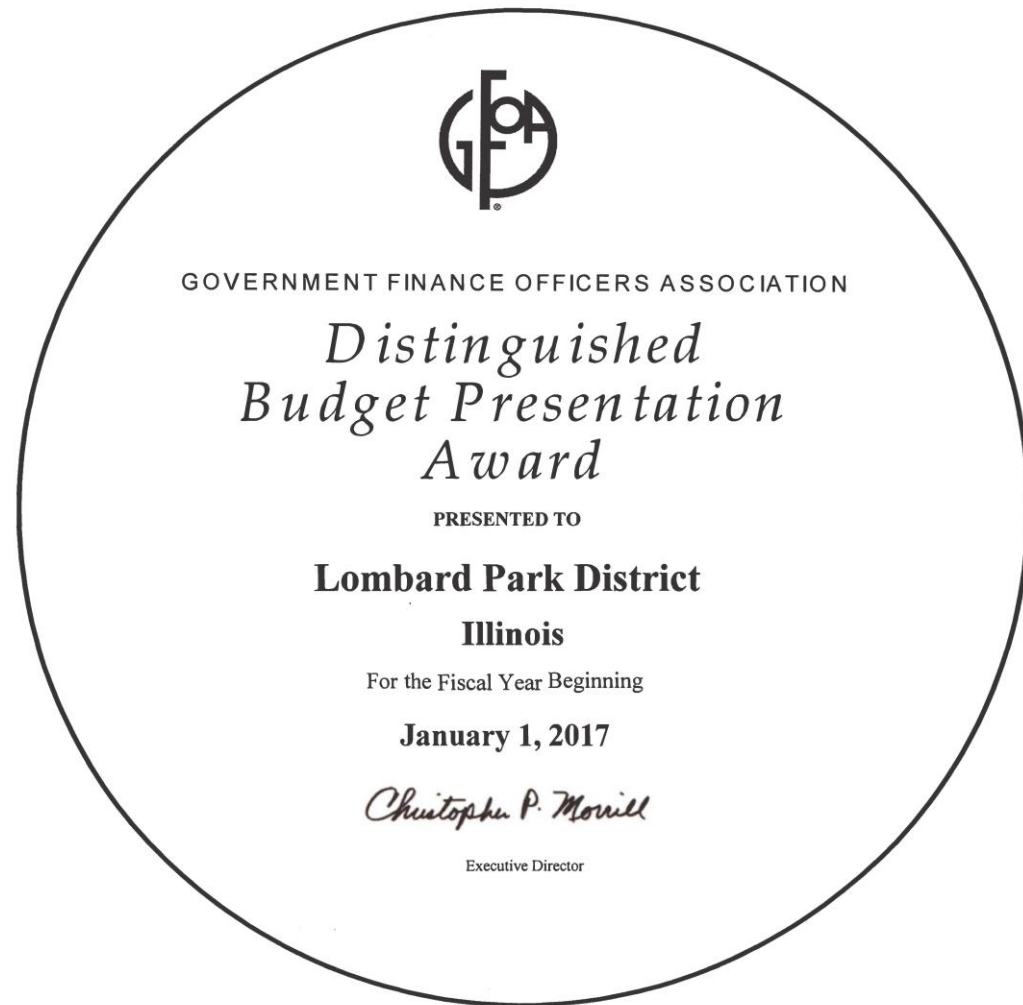 GFOA
®
GOVERNMENT FINANCE OFFICERS ASSOCIATION
Distinguished
Budget Presentation
Award
PRESENTED TO
Lombard Park District
Illinois
For the Fiscal Year Beginning
January 1, 2017
Christopher P. Morrill
Executive Director